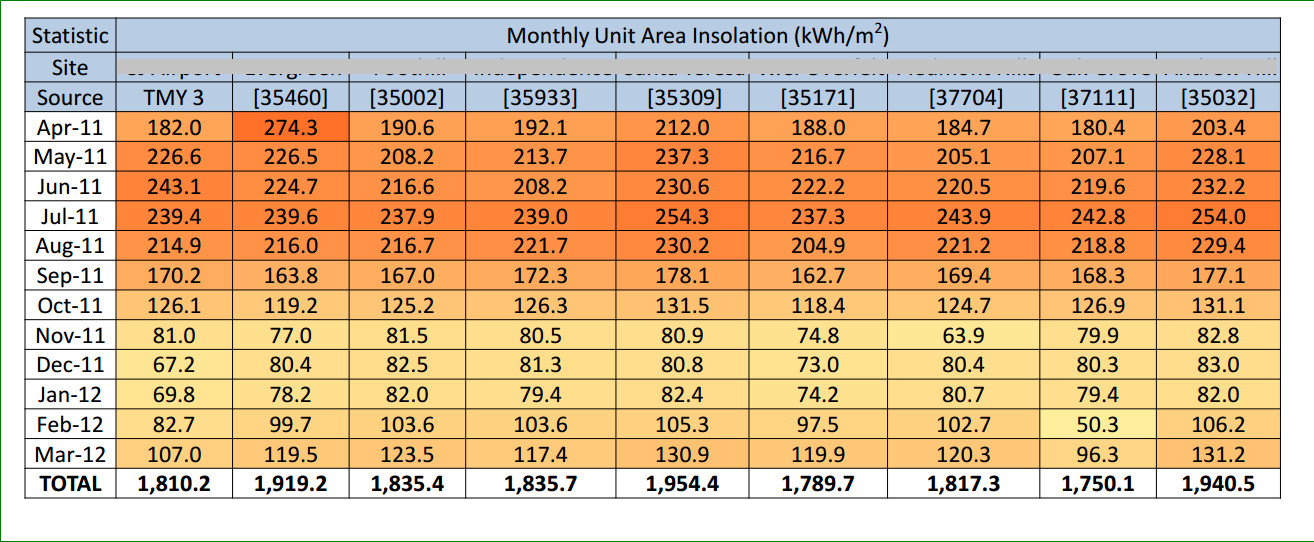 Statistic Monthly Unit Area Insolation (kWh/m²)
Site
Source TMY 3 [35460] [35002] [35933] [35309] [35171] [37704] [37111] [35032]
Apr-11 182.0 274.3 190.6 192.1 212.0 188.0 184.7 180.4 203.4
May-11 226.6 226.5 208.2 213.7 237.3 216.7 205.1 207.1 228.1
Jun-11 243.1 224.7 216.6 208.2 230.6 222.2 220.5 219.6 232.2
Jul-11 239.4 239.6 237.9 239.0 254.3 237.3 243.9 242.8 254.0
Aug-11 214.9 216.0 216.7 221.7 230.2 204.9 221.2 218.8 229.4
Sep-11 170.2 163.8 167.0 172.3 178.1 162.7 169.4 168.3 177.1
Oct-11 126.1 119.2 125.2 126.3 131.5 118.4 124.7 126.9 131.1
Nov-11 81.0 77.0 81.5 80.5 80.9 74.8 63.9 79.9 82.8
Dec-11 67.2 80.4 82.5 81.3 80.8 73.0 80.4 80.3 83.0
Jan-12 69.8 78.2 82.0 79.4 82.4 74.2 80.7 79.4 82.0
Feb-12 82.7 99.7 103.6 103.6 105.3 97.5 102.7 50.3 106.2
Mar-12 107.0 119.5 123.5 117.4 130.9 119.9 120.3 96.3 131.2
TOTAL 1,810.2 1,919.2 1,835.4 1,835.7 1,954.4 1,789.7 1,817.3 1,750.1 1,940.5